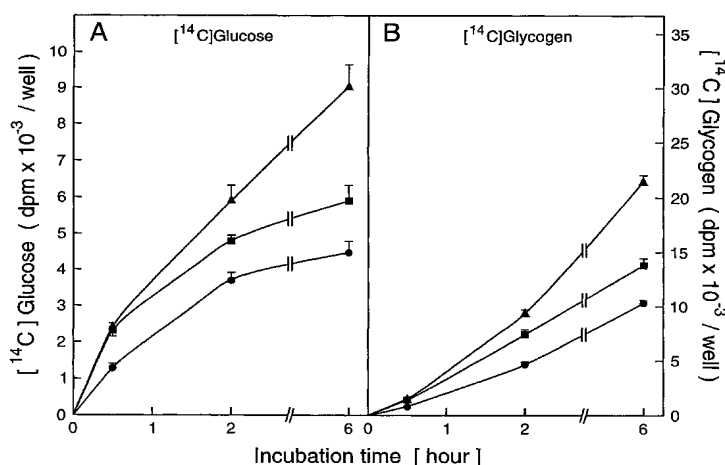 A
[¹⁴C]Glucose
B
[¹⁴C]Glycogen
[¹⁴C] Glucose ( dpm x 10⁻³ / well )
10
9
8
7
6
5
4
3
2
1
0
[¹⁴C] Glycogen ( dpm x 10⁻³ / well )
35
30
25
20
15
10
5
0
0 1 2 6
0 1 2 6
Incubation time [ hour ]